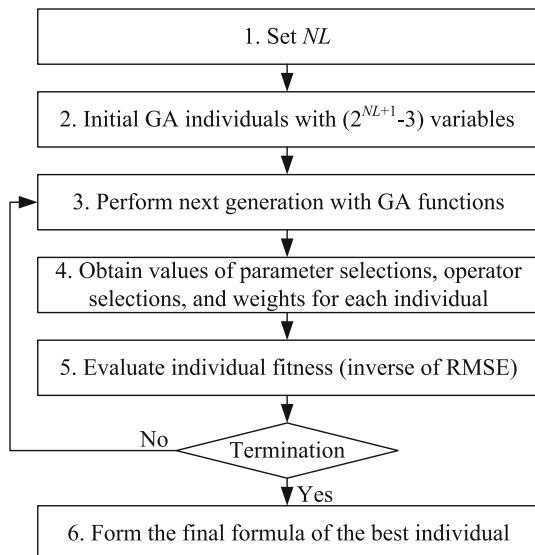 1. Set NL
2. Initial GA individuals with (2^{NL+1}-3) variables
3. Perform next generation with GA functions
4. Obtain values of parameter selections, operator
selections, and weights for each individual
5. Evaluate individual fitness (inverse of RMSE)
No
Termination
Yes
6. Form the final formula of the best individual